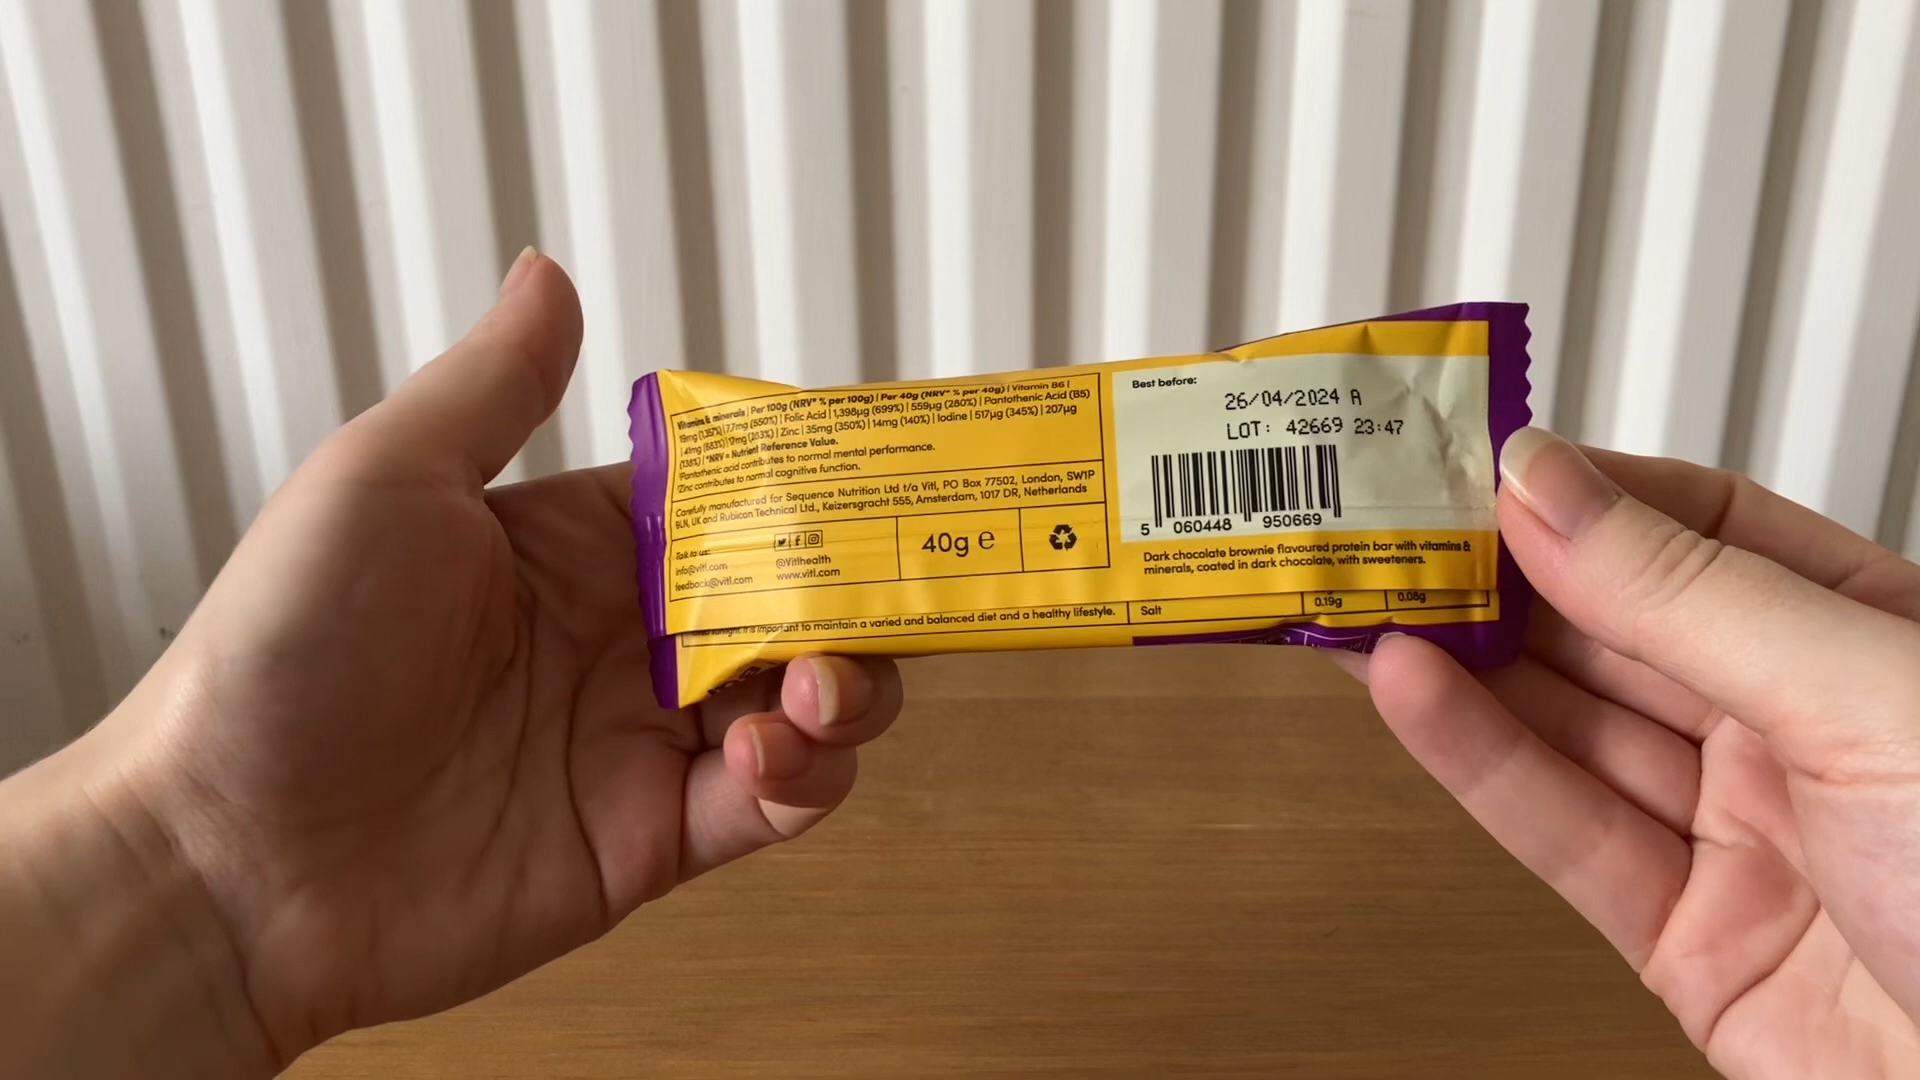 Vitamins & minerals | Per 100g (NRV* % per 100g) | Per 40g (NRV* % per 40g) | Vitamin B6 |
19mg (1,357%) | 7.7mg (550%) | Folic Acid | 1,398µg (699%) | 559µg (280%) | Pantothenic Acid (B5)
| 41mg (683%) | 17mg (283%) | Zinc | 35mg (350%) | 14mg (140%) | Iodine | 517µg (345%) | 207µg
(138%) | *NRV = Nutrient Reference Value.
Pantothenic acid contributes to normal mental performance.
Zinc contributes to normal cognitive function.
Carefully manufactured for Sequence Nutrition Ltd t/a Vitl, PO Box 77502, London, SW1P
9LN, UK and Rubicon Technical Ltd., Keizersgracht 555, Amsterdam, 1017 DR, Netherlands
Talk to us:
info@vitl.com
feedback@vitl.com
@Vitlhealth
www.vitl.com
40g e
important to maintain a varied and balanced diet and a healthy lifestyle.
Best before:
26/04/2024 A
LOT: 42669 23:47
5 060448 950669
Dark chocolate brownie flavoured protein bar with vitamins &
minerals, coated in dark chocolate, with sweeteners.
Salt 0.19g 0.08g